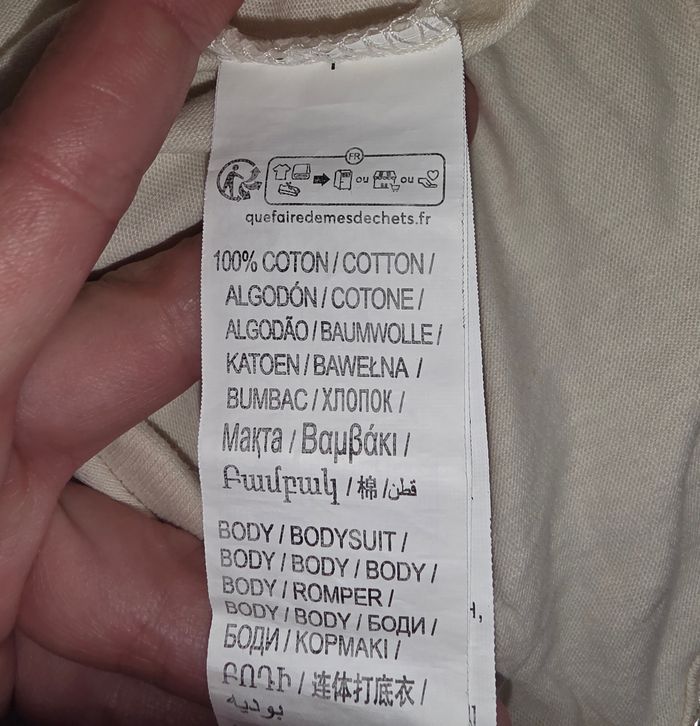 FR
ou ou
quefairedemesdechets.fr
100% COTON / COTTON /
ALGODÓN / COTONE /
ALGODÃO / BAUMWOLLE /
KATOEN / BAWEŁNA /
BUMBAC / ХЛОПОК /
Мақта / Βαμβάκι /
Բամբակ / 棉 / قطن
BODY / BODYSUIT /
BODY / BODY / BODY /
BODY / ROMPER /
BODY / BODY / БОДИ /
БОДИ / ΚΟΡΜΑΚΙ /
ԲՈԴԻ / 连体打底衣 /
بوديه